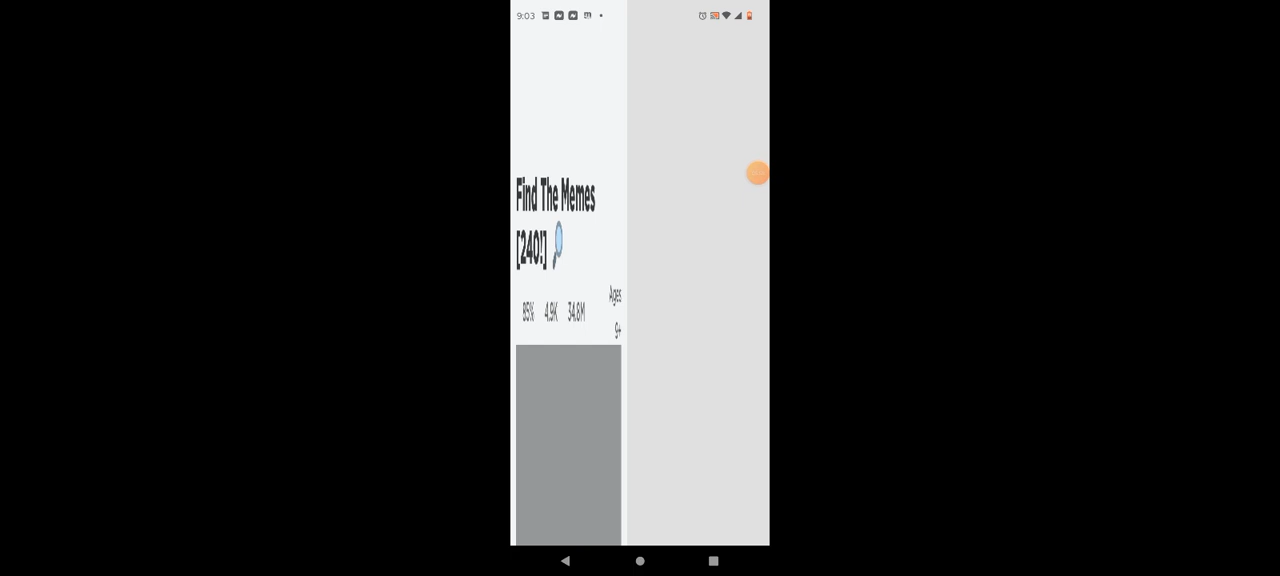 9:03
Find The Memes
[240!] 🔎
85% 4.9K 34.8M Ages
9+